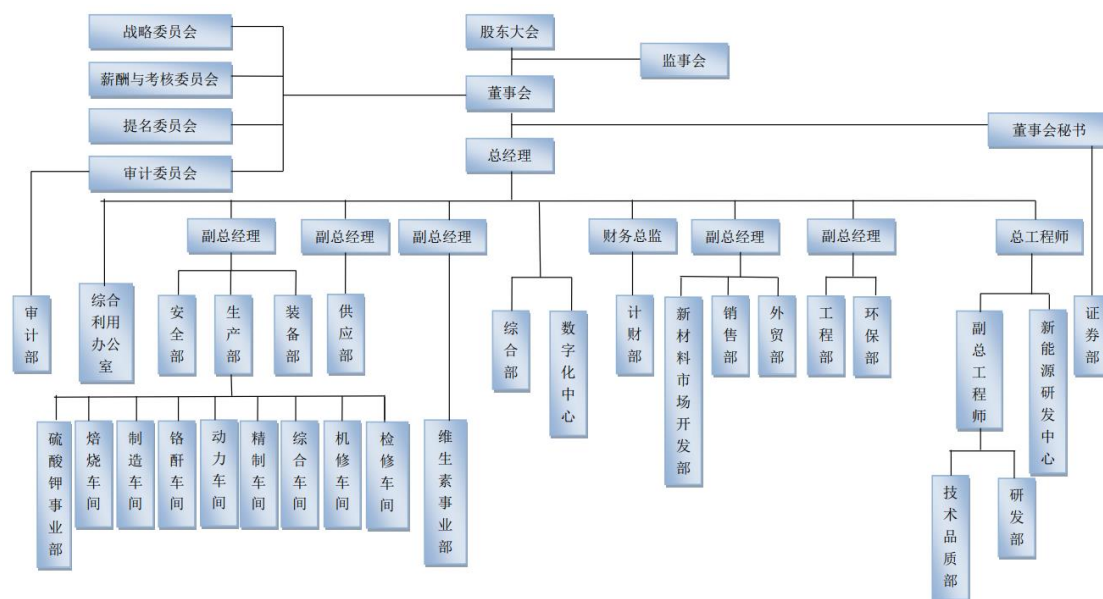 战略委员会
股东大会
监事会
薪酬与考核委员会
董事会
提名委员会
董事会秘书
总经理
审计委员会
副总经理
副总经理
副总经理
财务总监
副总经理
副总经理
总工程师
审计部
综合
利用
办公
室
安全部
生产部
装备部
供应部
综合部
数字化中心
计财部
新材料市场开发部
销售部
外贸部
工程部
环保部
副总工程师
新能源研发中心
证券部
硫酸钾事业部
焙烧车间
制造车间
铬酐车间
动力车间
精制车间
综合车间
机修车间
检修车间
维生素事业部
技术品质部
研发部